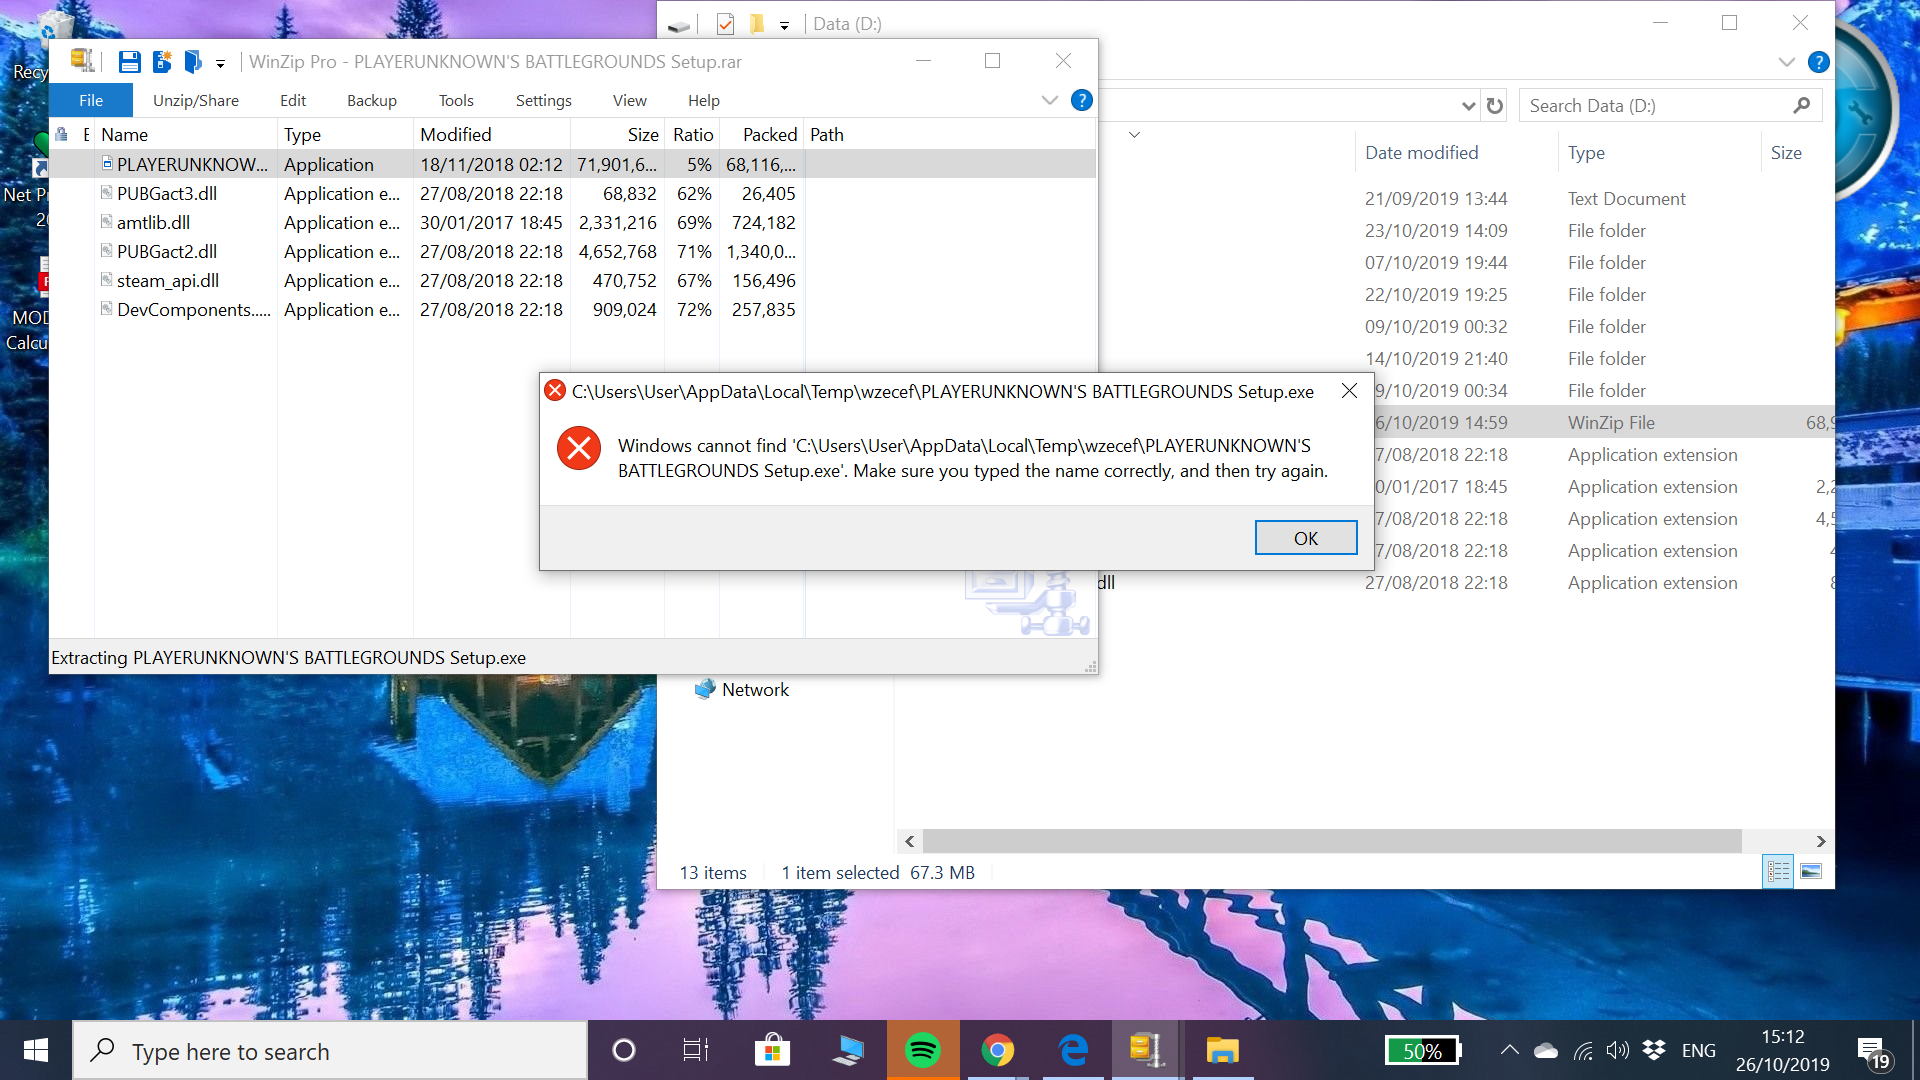 Data (D:)
Recy
WinZip Pro - PLAYERUNKNOWN'S BATTLEGROUNDS Setup.rar
File Unzip/Share Edit Backup Tools Settings View Help
Search Data (D:)
E Name Type Modified Size Ratio Packed Path
PLAYERUNKNOW... Application 18/11/2018 02:12 71,901,6... 5% 68,116,...
PUBGact3.dll Application e... 27/08/2018 22:18 68,832 62% 26,405
amtlib.dll Application e... 30/01/2017 18:45 2,331,216 69% 724,182
PUBGact2.dll Application e... 27/08/2018 22:18 4,652,768 71% 1,340,0...
steam_api.dll Application e... 27/08/2018 22:18 470,752 67% 156,496
DevComponents..... Application e... 27/08/2018 22:18 909,024 72% 257,835
Net Pr
20
MOD
Calcu
Date modified Type Size
21/09/2019 13:44 Text Document
23/10/2019 14:09 File folder
07/10/2019 19:44 File folder
22/10/2019 19:25 File folder
09/10/2019 00:32 File folder
14/10/2019 21:40 File folder
9/10/2019 00:34 File folder
6/10/2019 14:59 WinZip File 68,9
7/08/2018 22:18 Application extension
0/01/2017 18:45 Application extension 2,2
7/08/2018 22:18 Application extension 4,5
7/08/2018 22:18 Application extension 4
dll 27/08/2018 22:18 Application extension 8
C:\Users\User\AppData\Local\Temp\wzecef\PLAYERUNKNOWN'S BATTLEGROUNDS Setup.exe
Windows cannot find 'C:\Users\User\AppData\Local\Temp\wzecef\PLAYERUNKNOWN'S
BATTLEGROUNDS Setup.exe'. Make sure you typed the name correctly, and then try again.
OK
Extracting PLAYERUNKNOWN'S BATTLEGROUNDS Setup.exe
Network
13 items 1 item selected 67.3 MB
Type here to search
50%
ENG
15:12
26/10/2019
19